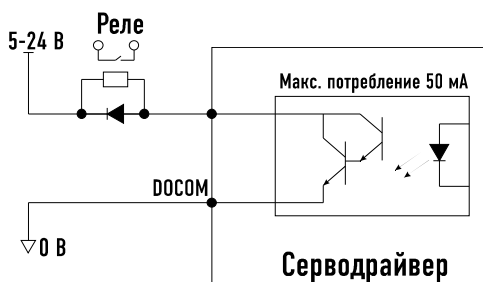 Реле
5-24 В
Макс. потребление 50 мА
DOCOM
0 В
Серводрайвер